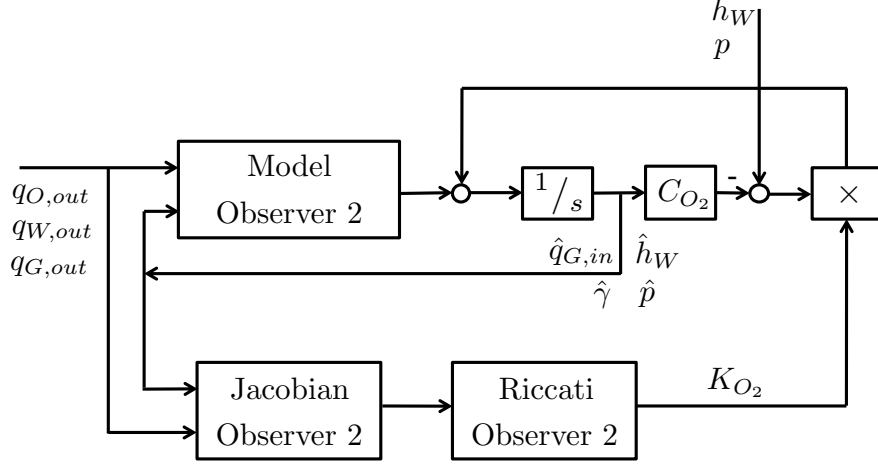 h_W
p
Model
Observer 2
1/s
C_{O_2}
-
×
q_{O,out}
q_{W,out}
q_{G,out}
\hat{q}_{G,in} \hat{h}_W
\hat{γ} \hat{p}
Jacobian
Observer 2
Riccati
Observer 2
K_{O_2}